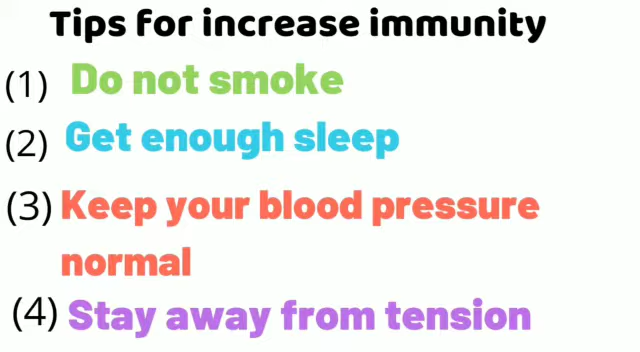 Tips for increase immunity
(1) Do not smoke
(2) Get enough sleep
(3) Keep your blood pressure
normal
(4) Stay away from tension